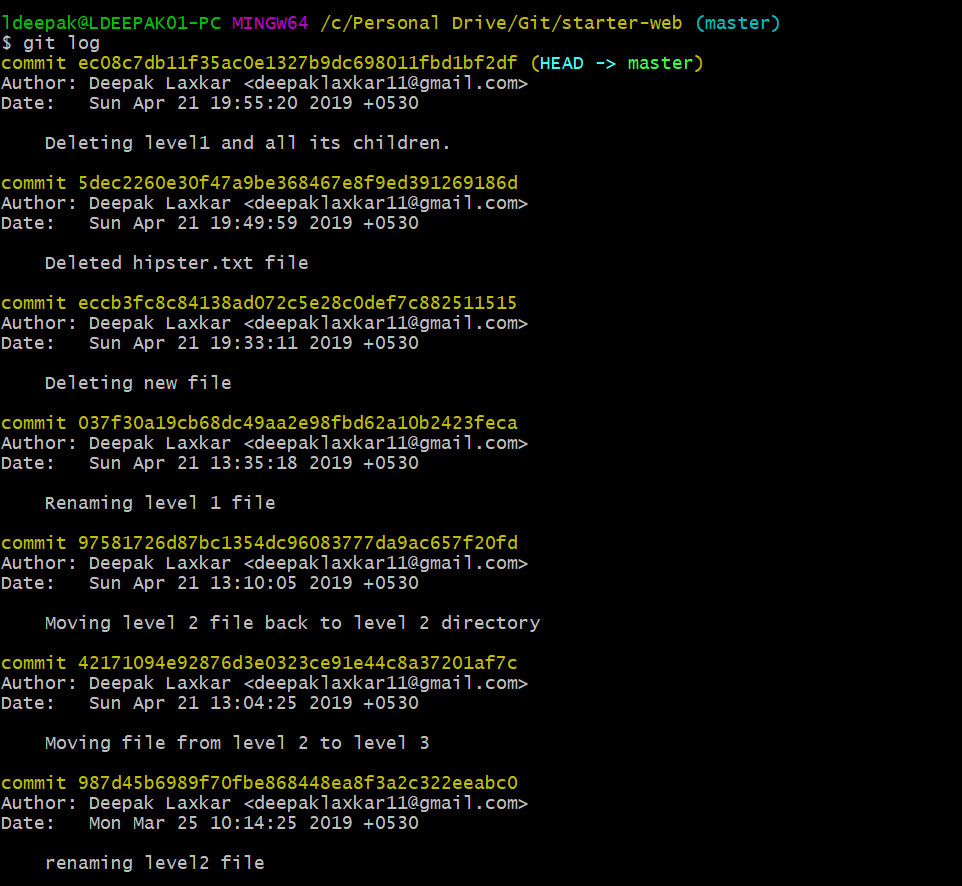 ldeepak@LDEEPAK01-PC MINGW64 /c/Personal Drive/Git/starter-web (master)
$ git log
commit ec08c7db11f35ac0e1327b9dc698011fbd1bf2df (HEAD -> master)
Author: Deepak Laxkar <deepaklaxkar11@gmail.com>
Date:   Sun Apr 21 19:55:20 2019 +0530
    Deleting level1 and all its children.
commit 5dec2260e30f47a9be368467e8f9ed391269186d
Author: Deepak Laxkar <deepaklaxkar11@gmail.com>
Date:   Sun Apr 21 19:49:59 2019 +0530
    Deleted hipster.txt file
commit eccb3fc8c84138ad072c5e28c0def7c882511515
Author: Deepak Laxkar <deepaklaxkar11@gmail.com>
Date:   Sun Apr 21 19:33:11 2019 +0530
    Deleting new file
commit 037f30a19cb68dc49aa2e98fbd62a10b2423feca
Author: Deepak Laxkar <deepaklaxkar11@gmail.com>
Date:   Sun Apr 21 13:35:18 2019 +0530
    Renaming level 1 file
commit 97581726d87bc1354dc96083777da9ac657f20fd
Author: Deepak Laxkar <deepaklaxkar11@gmail.com>
Date:   Sun Apr 21 13:10:05 2019 +0530
    Moving level 2 file back to level 2 directory
commit 42171094e92876d3e0323ce91e44c8a37201af7c
Author: Deepak Laxkar <deepaklaxkar11@gmail.com>
Date:   Sun Apr 21 13:04:25 2019 +0530
    Moving file from level 2 to level 3
commit 987d45b6989f70fbe868448ea8f3a2c322eeabc0
Author: Deepak Laxkar <deepaklaxkar11@gmail.com>
Date:   Mon Mar 25 10:14:25 2019 +0530
    renaming level2 file